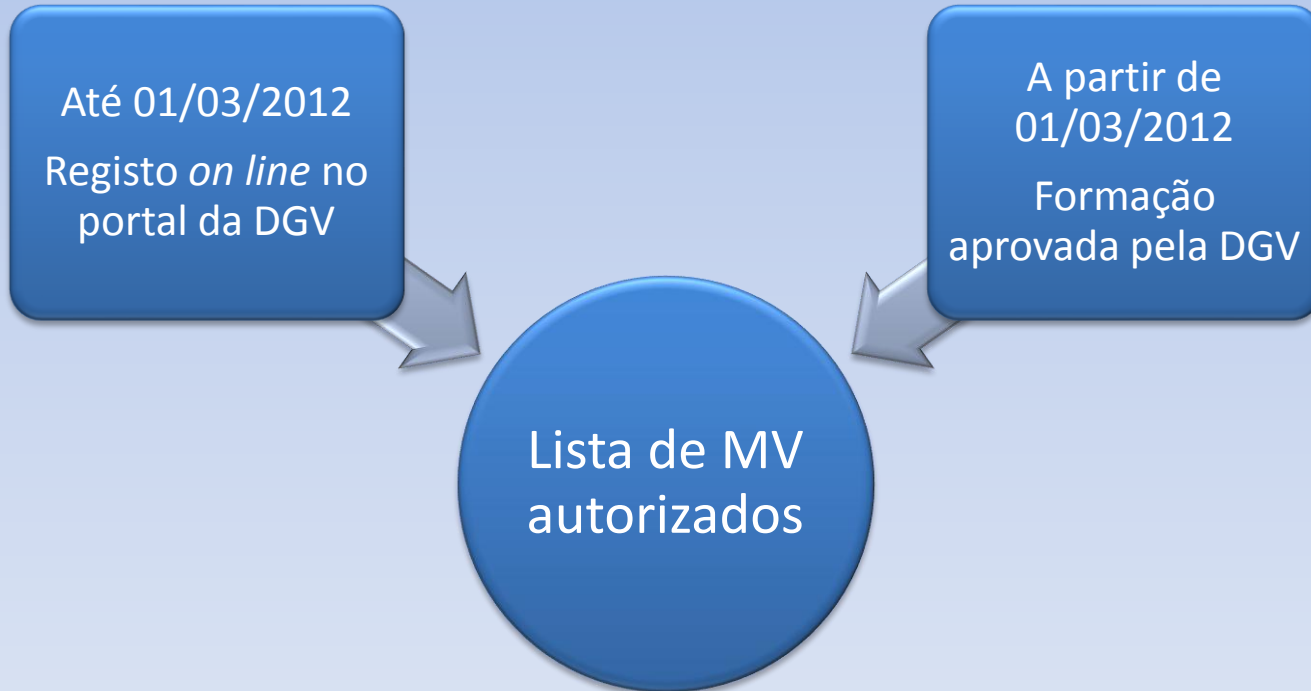 Até 01/03/2012
Registo on line no
portal da DGV
A partir de
01/03/2012
Formação
aprovada pela DGV
Lista de MV
autorizados